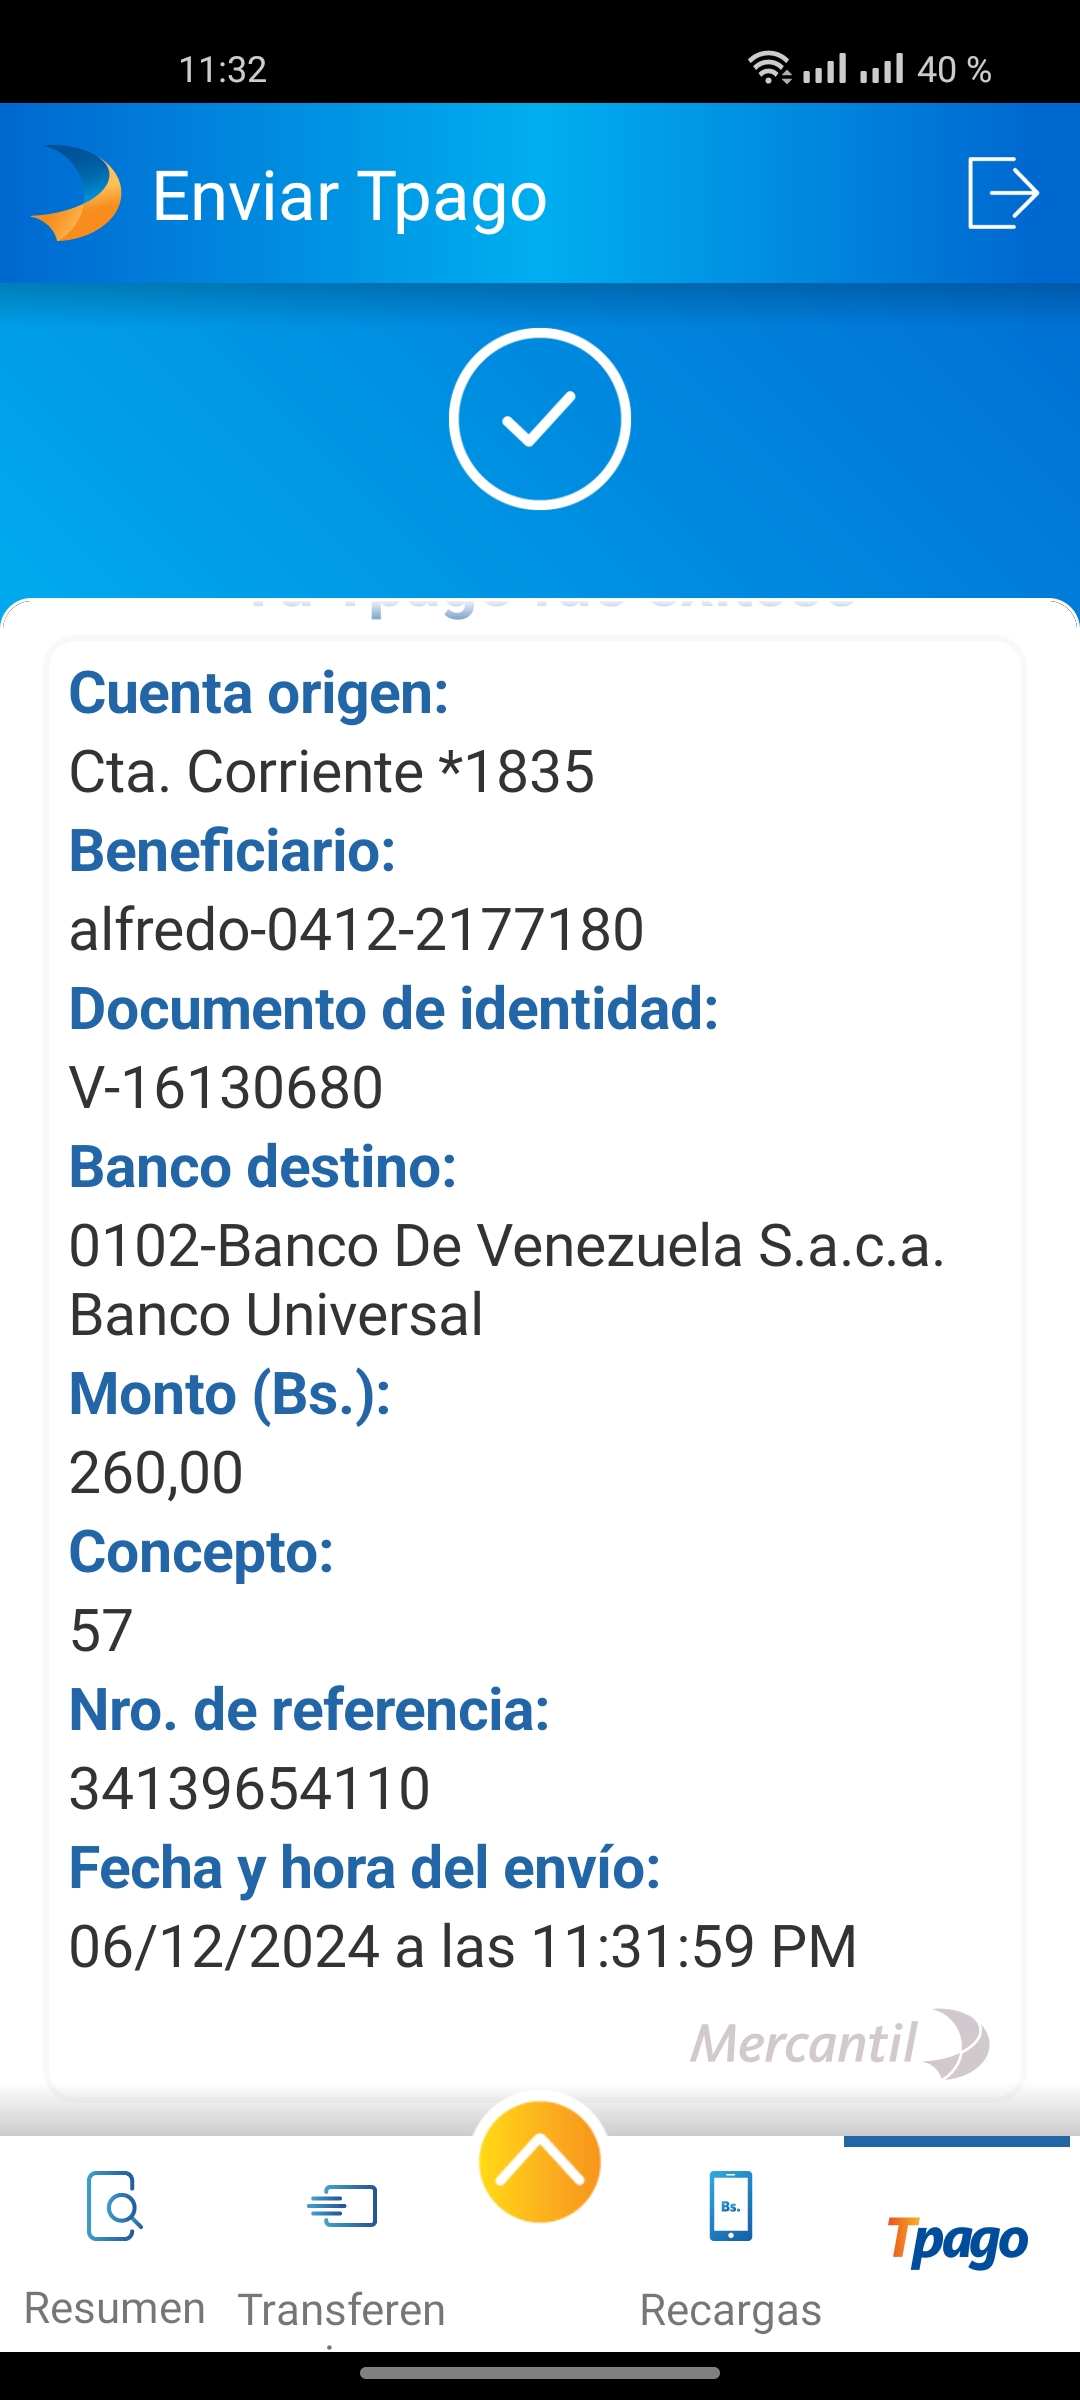 11:32
40 %
Enviar Tpago
Cuenta origen:
Cta. Corriente *1835
Beneficiario:
alfredo-0412-2177180
Documento de identidad:
V-16130680
Banco destino:
0102-Banco De Venezuela S.a.c.a.
Banco Universal
Monto (Bs.):
260,00
Concepto:
57
Nro. de referencia:
34139654110
Fecha y hora del envío:
06/12/2024 a las 11:31:59 PM
Mercantil
Bs.
Tpago
Resumen
Transferen
Recargas